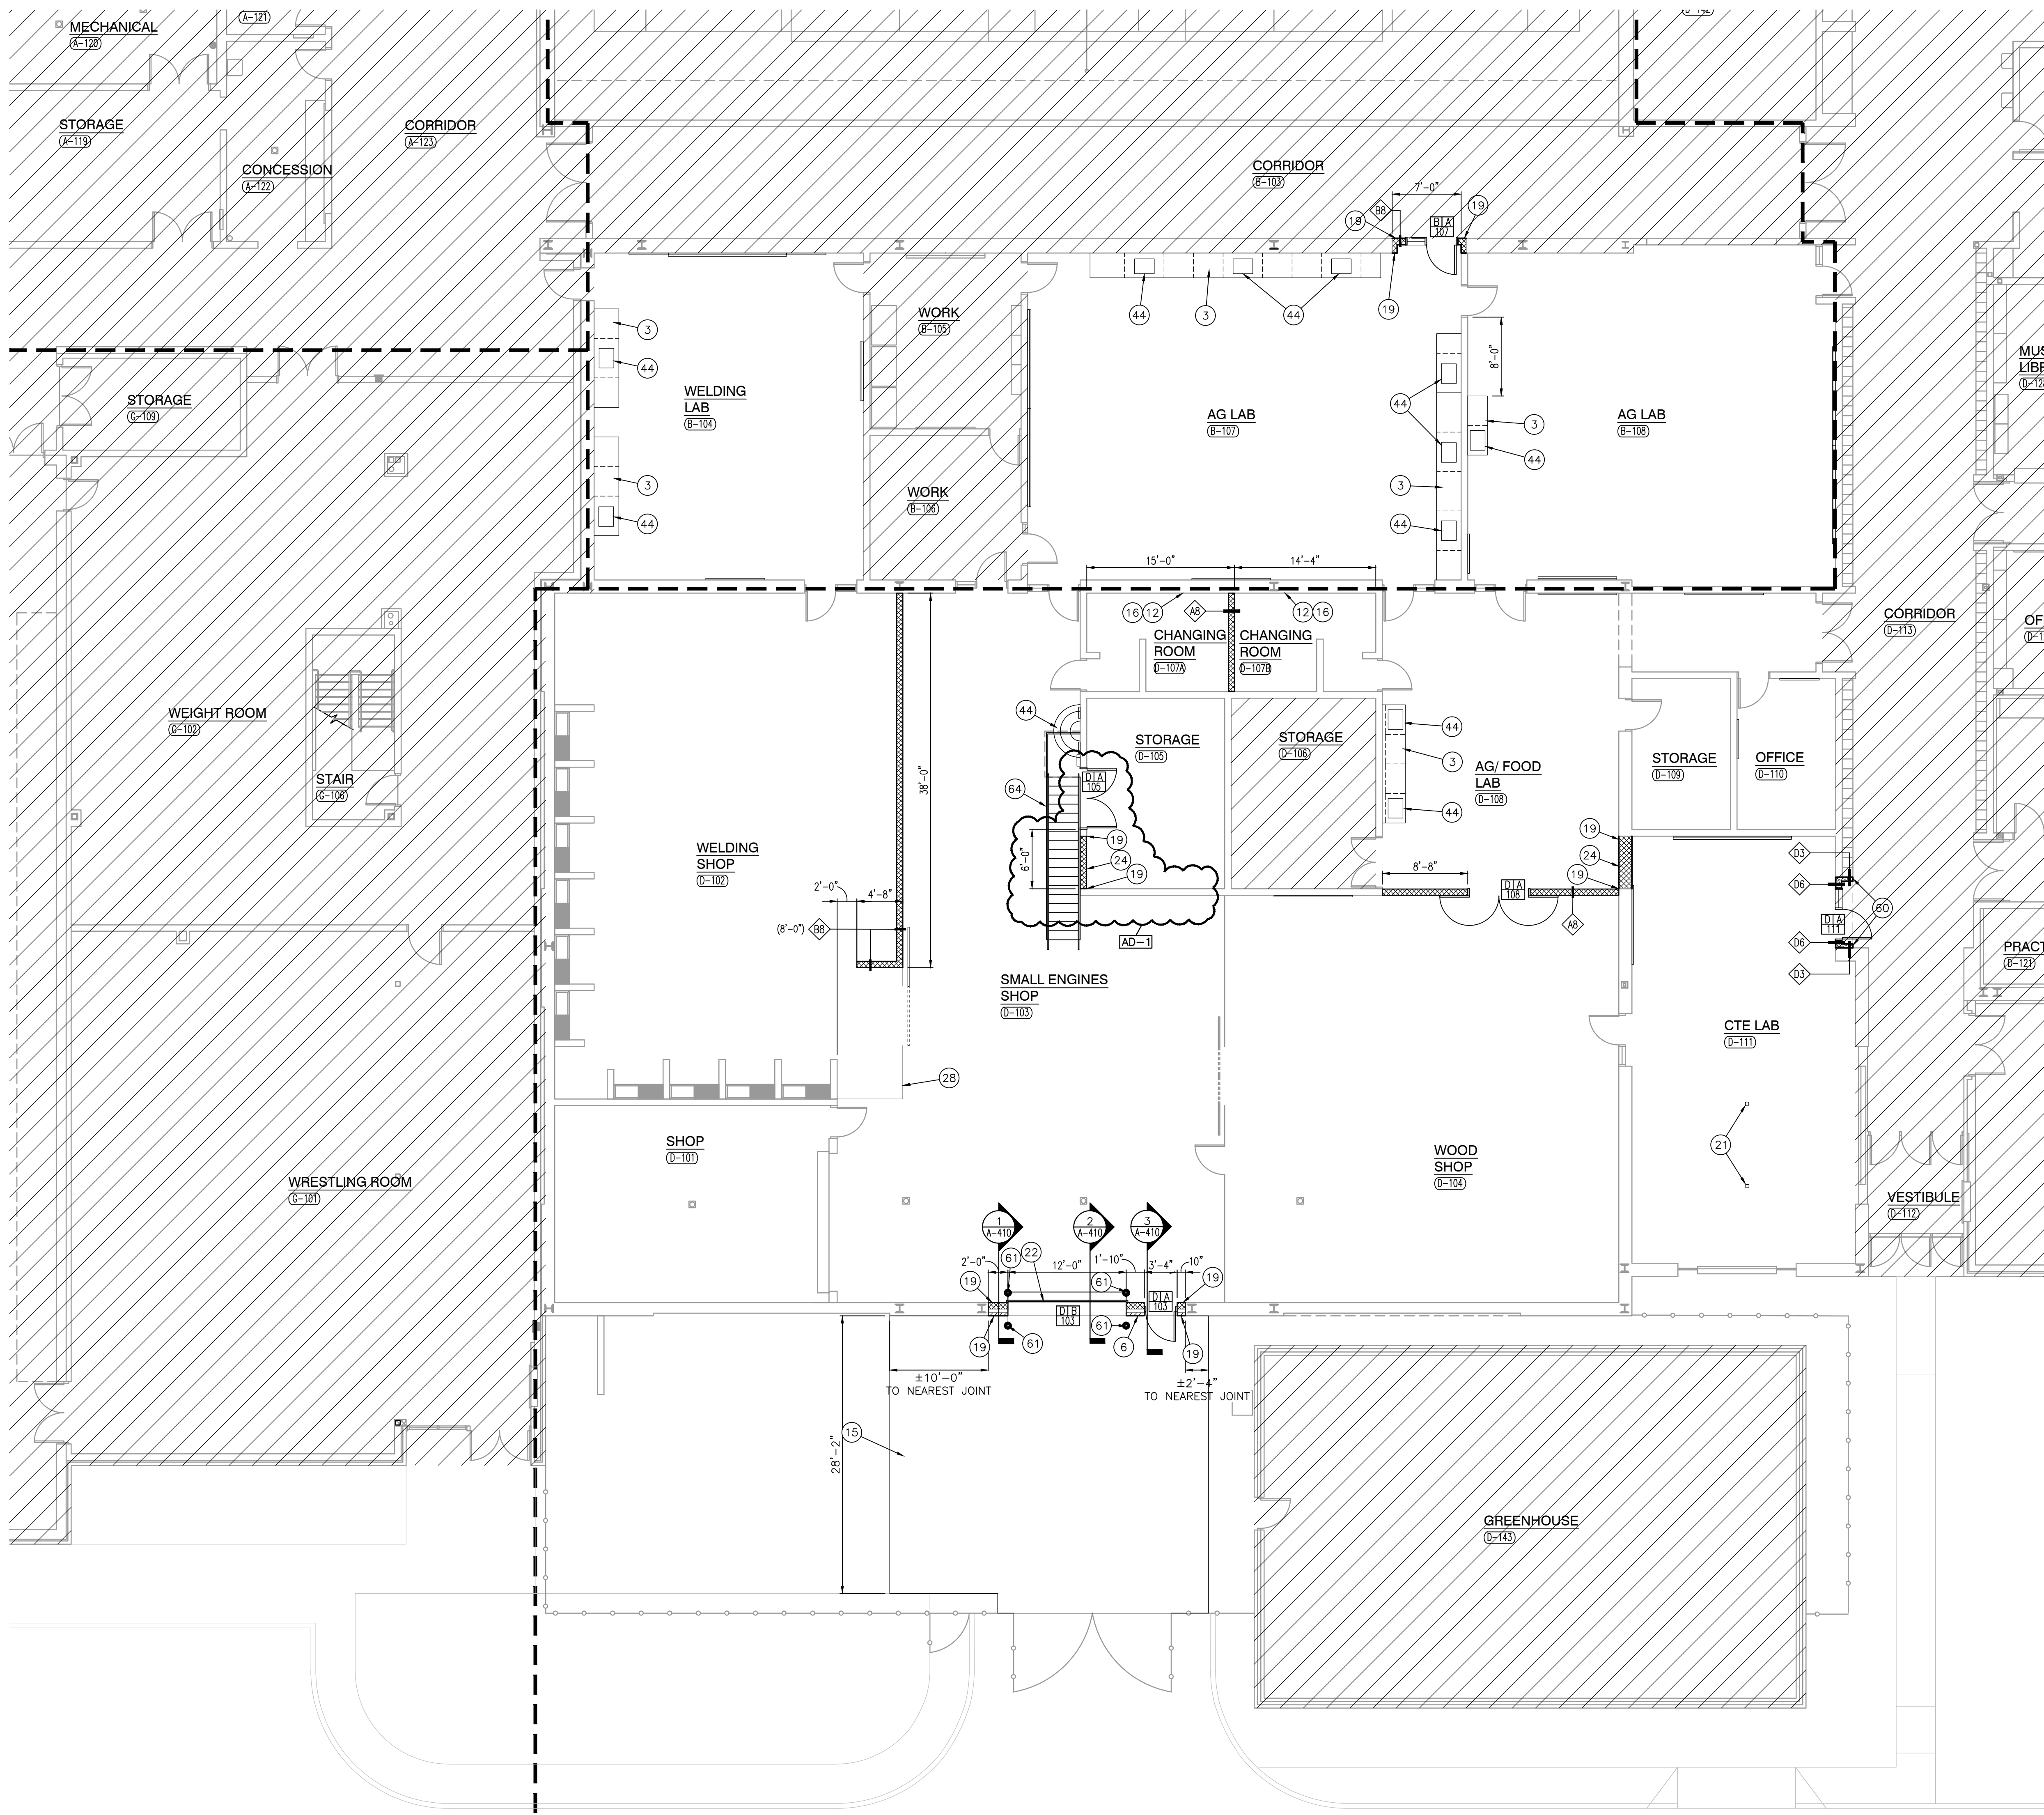 MECHANICAL
A-120
A-121
STORAGE
A-119
CORRIDOR
A-123
CONCESSION
A-122
CORRIDOR
B-103
7'-0"
B8
19
B|A
107
19
19
WORK
B-105
44
3
44
3
44
8'-0"
STORAGE
G-109
WELDING
LAB
B-104
AG LAB
B-107
44
AG LAB
B-108
3
44
3
44
WORK
B-106
3
44
15'-0"
14'-4"
16
12
A8
12
16
CHANGING
ROOM
D-107A
CHANGING
ROOM
D-107B
CORRIDOR
D-113
WEIGHT ROOM
G-102
STAIR
G-106
44
STORAGE
D-105
STORAGE
D-106
44
3
AG/ FOOD
LAB
D-108
44
STORAGE
D-109
OFFICE
D-110
38'-0"
64
D|A
105
6'-0"
19
24
19
19
24
19
WELDING
SHOP
D-102
2'-0"
4'-8"
8'-8"
D|A
108
D3
D6
60
D|A
111
(8'-0")
B8
A8
AD-1
D6
D3
PRACT
D-121
SMALL ENGINES
SHOP
D-103
CTE LAB
D-111
28
SHOP
D-101
WOOD
SHOP
D-104
21
WRESTLING ROOM
G-101
VESTIBULE
D-112
1
A-410
2
A-410
3
A-410
2'-0"
61
22
12'-0"
1'-10"
3'-4"
10"
19
61
19
D|B
103
D|A
103
19
61
61
6
19
±10'-0"
TO NEAREST JOINT
±2'-4"
TO NEAREST JOINT
15
28'-2"
GREENHOUSE
D-143